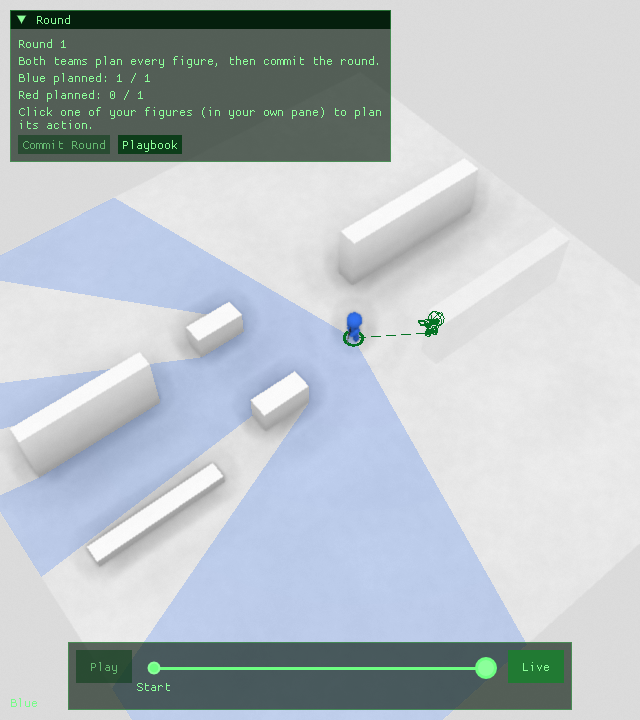 Round
Round 1
Both teams plan every figure, then commit the round.
Blue planned: 1 / 1
Red planned: 0 / 1
Click one of your figures (in your own pane) to plan
its action.
Commit Round Playbook
Play Live
Start
Blue